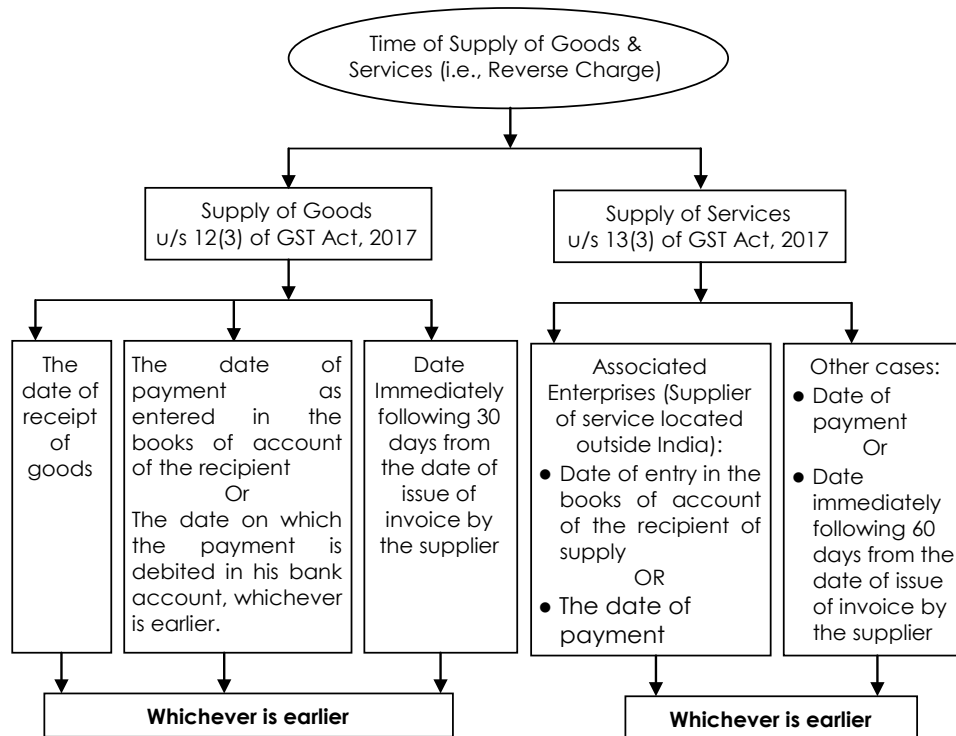 Time of Supply of Goods &
Services (i.e., Reverse Charge)
Supply of Goods
u/s 12(3) of GST Act, 2017
Supply of Services
u/s 13(3) of GST Act, 2017
The
date of
receipt
of
goods
The date of
payment as
entered in the
books of account
of the recipient
Or
The date on which
the payment is
debited in his bank
account, whichever
is earlier.
Date
Immediately
following 30
days from
the date of
issue of
invoice by
the supplier
Associated
Enterprises (Supplier
of service located
outside India):
● Date of entry in the
books of account
of the recipient of
supply
OR
● The date of
payment
Other cases:
● Date of
payment
Or
● Date
immediately
following 60
days from the
date of issue
of invoice by
the supplier
Whichever is earlier
Whichever is earlier